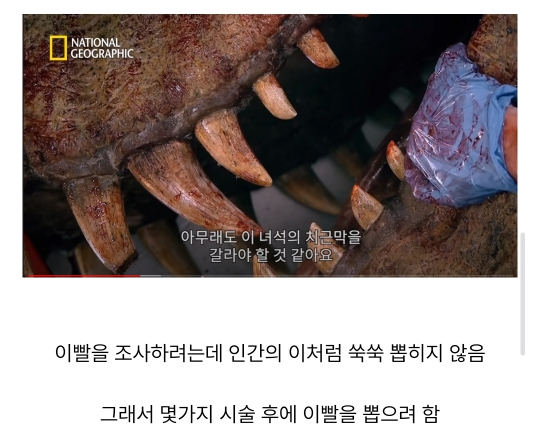 NATIONAL
GEOGRAPHIC
아무래도 이 녀석의 치근막을
갈라야 할 것 같아요
이빨을 조사하려는데 인간의 이처럼 쑥쑥 뽑히지 않음
그래서 몇가지 시술 후에 이빨을 뽑으려 함